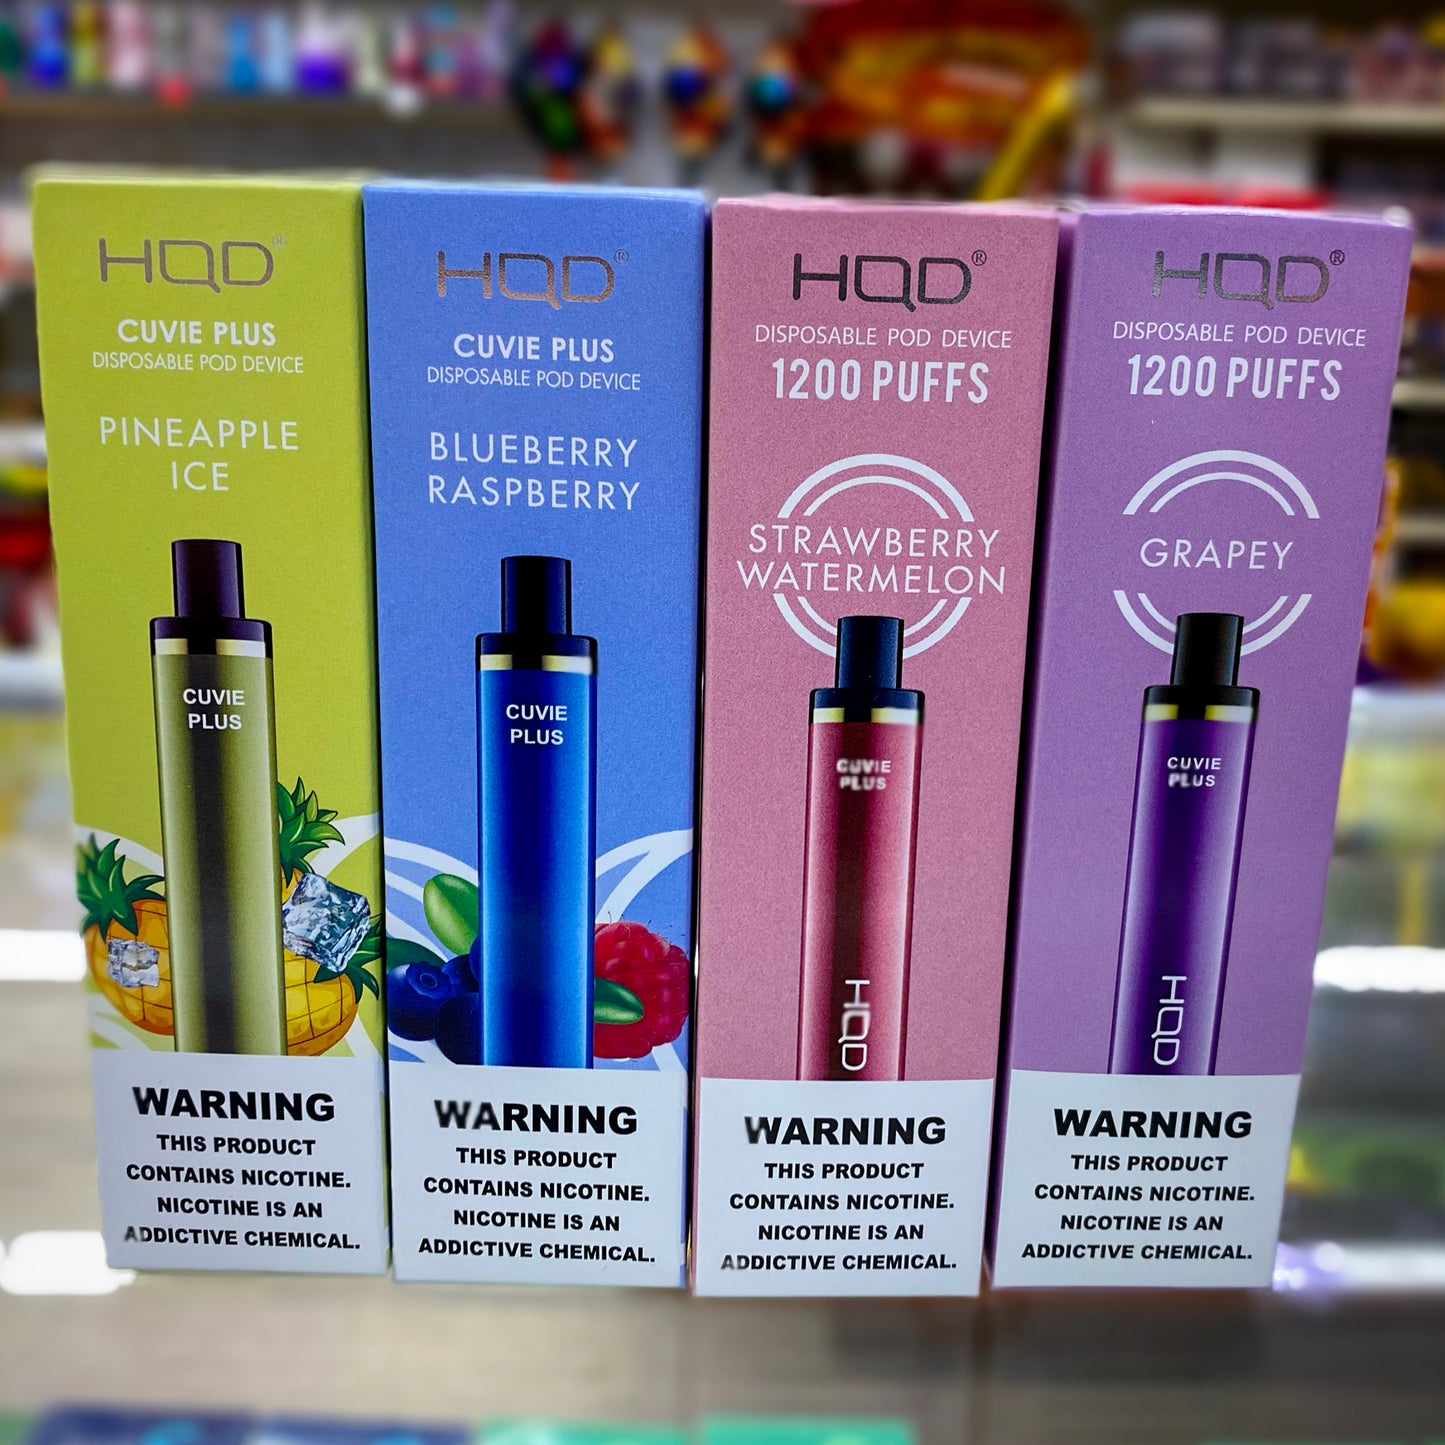 HQD®
CUVIE PLUS
DISPOSABLE POD DEVICE
PINEAPPLE
ICE
CUVIE
PLUS
WARNING
THIS PRODUCT
CONTAINS NICOTINE.
NICOTINE IS AN
ADDICTIVE CHEMICAL.
HQD®
CUVIE PLUS
DISPOSABLE POD DEVICE
BLUEBERRY
RASPBERRY
CUVIE
PLUS
WARNING
THIS PRODUCT
CONTAINS NICOTINE.
NICOTINE IS AN
ADDICTIVE CHEMICAL.
HQD®
DISPOSABLE POD DEVICE
1200 PUFFS
STRAWBERRY
WATERMELON
CUVIE
PLUS
HQD
WARNING
THIS PRODUCT
CONTAINS NICOTINE.
NICOTINE IS AN
ADDICTIVE CHEMICAL.
HQD®
DISPOSABLE POD DEVICE
1200 PUFFS
GRAPEY
CUVIE
PLUS
HQD
WARNING
THIS PRODUCT
CONTAINS NICOTINE.
NICOTINE IS AN
ADDICTIVE CHEMICAL.